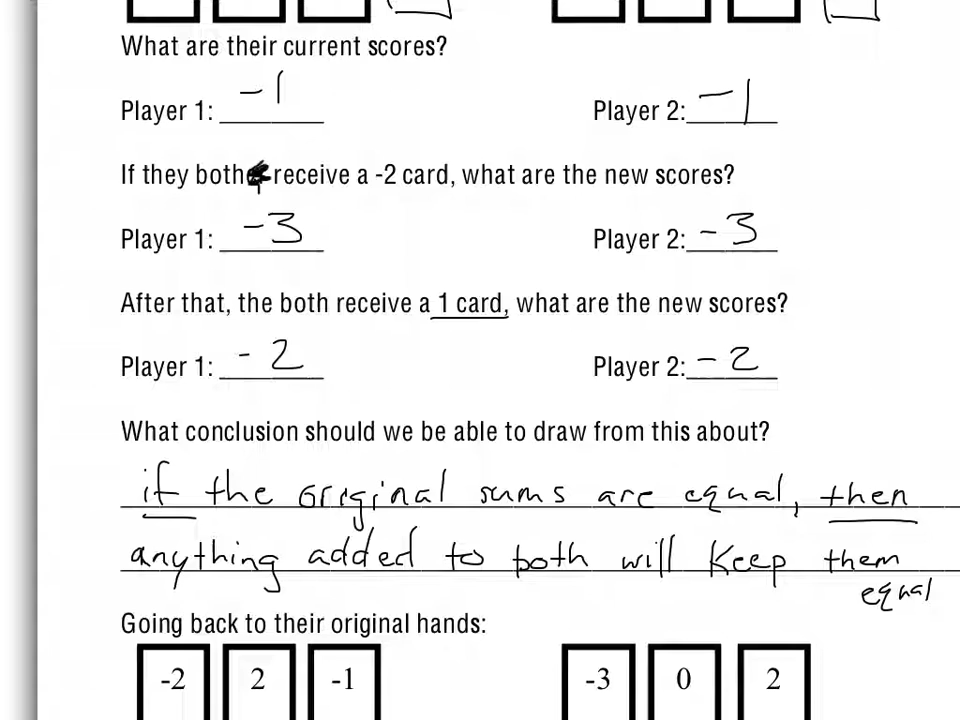 What are their current scores?
Player 1: -1 Player 2: -1
If they both receive a -2 card, what are the new scores?
Player 1: -3 Player 2: -3
After that, the both receive a 1 card, what are the new scores?
Player 1: -2 Player 2: -2
What conclusion should we be able to draw from this about?
if the original sums are equal, then
anything added to both will keep them
equal
Going back to their original hands:
-2 2 -1 -3 0 2